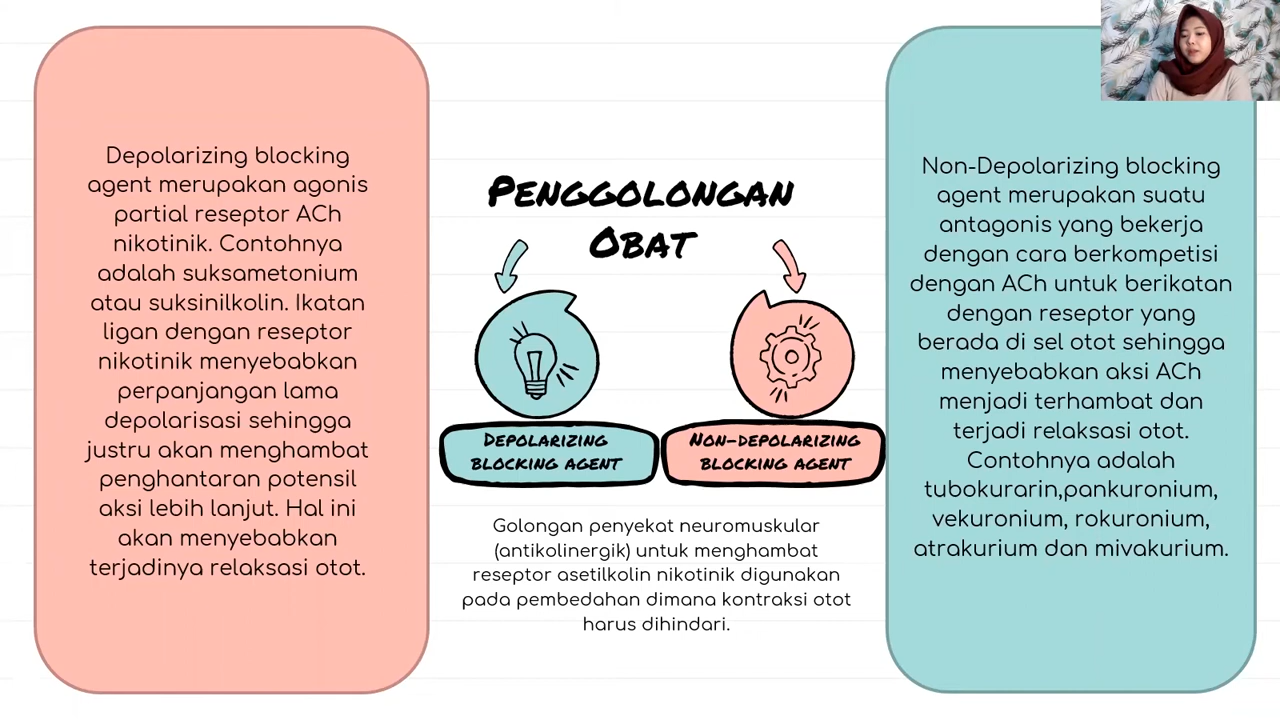 Depolarizing blocking
agent merupakan agonis
partial reseptor ACh
nikotinik. Contohnya
adalah suksametonium
atau suksinilkolin. Ikatan
ligan dengan reseptor
nikotinik menyebabkan
perpanjangan lama
depolarisasi sehingga
justru akan menghambat
penghantaran potensil
aksi lebih lanjut. Hal ini
akan menyebabkan
terjadinya relaksasi otot.
Penggolongan
Obat
Depolarizing
blocking agent
Non-depolarizing
blocking agent
Golongan penyekat neuromuskular
(antikolinergik) untuk menghambat
reseptor asetilkolin nikotinik digunakan
pada pembedahan dimana kontraksi otot
harus dihindari.
Non-Depolarizing blocking
agent merupakan suatu
antagonis yang bekerja
dengan cara berkompetisi
dengan ACh untuk berikatan
dengan reseptor yang
berada di sel otot sehingga
menyebabkan aksi ACh
menjadi terhambat dan
terjadi relaksasi otot.
Contohnya adalah
tubokurarin,pankuronium,
vekuronium, rokuronium,
atrakurium dan mivakurium.